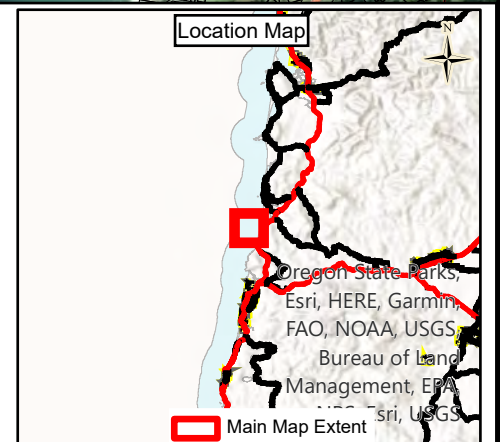 Location Map
N
Oregon State Parks,
Esri, HERE, Garmin,
FAO, NOAA, USGS,
Bureau of Land
Management, EPA,
NPS, Esri, USGS
Main Map Extent